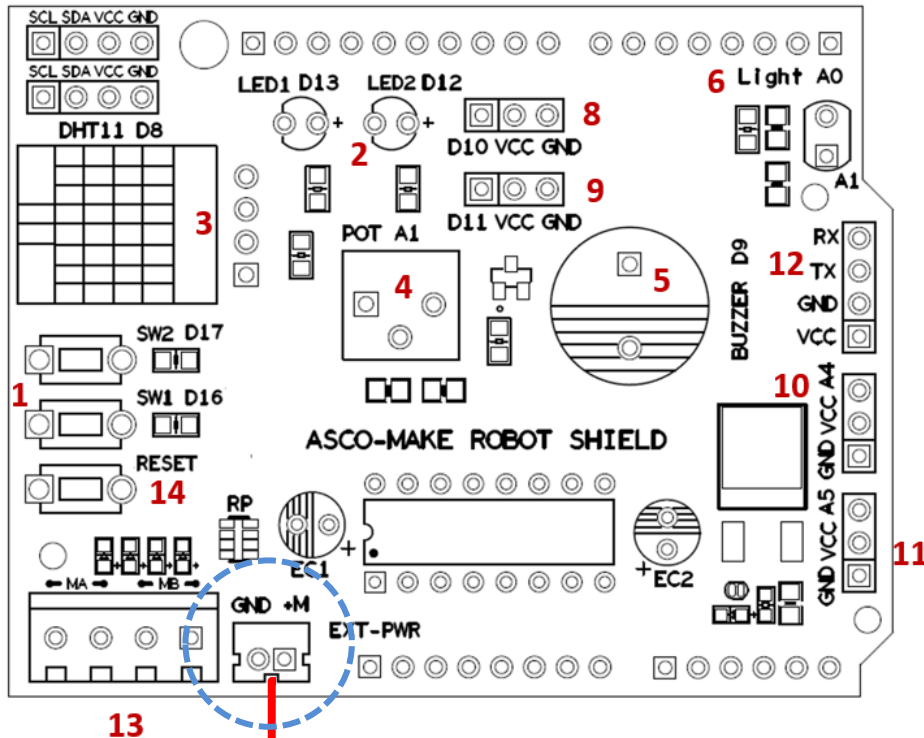 SCL SDA VCC GND
SCL SDA VCC GND
DHT11 D8
LED1 D13
LED2 D12
2
8
D10 VCC GND
9
D11 VCC GND
6
Light A0
A1
3
POT A1
4
5
BUZZER D9
12
RX
TX
GND
VCC
1
SW2 D17
SW1 D16
RESET
14
10
GND VCC A4
ASCO-MAKE ROBOT SHIELD
11
GND VCC A5
RP
EC1
+
+
EC2
MA
MB
GND +M
EXT-PWR
13